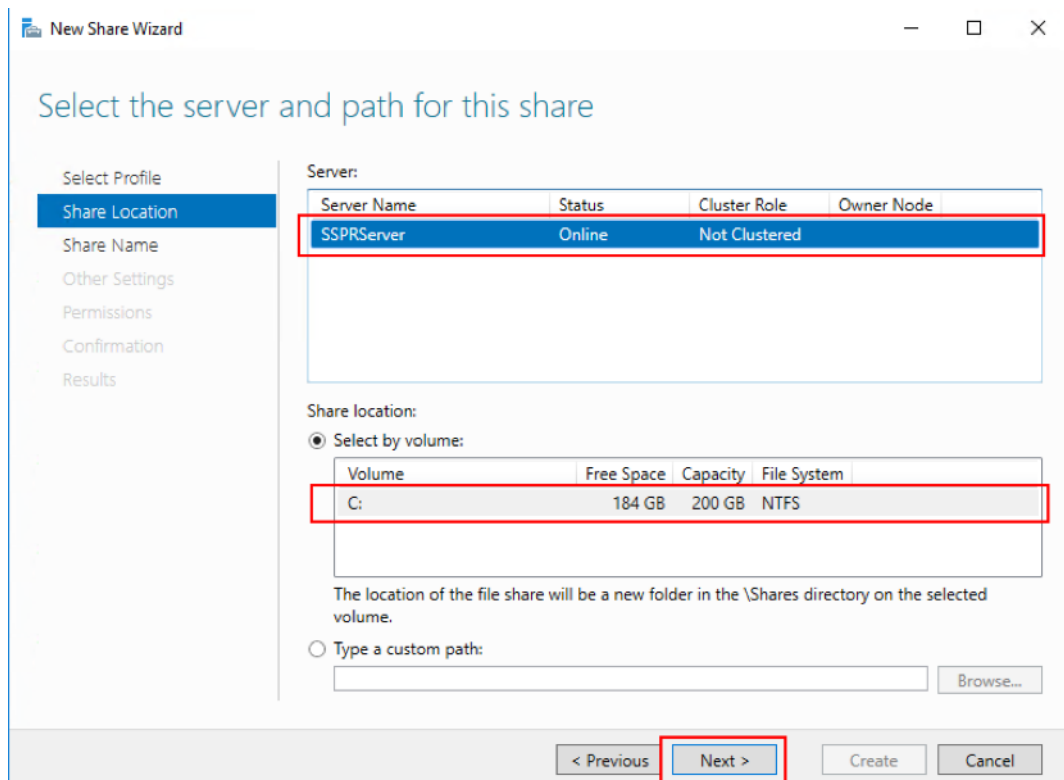 New Share Wizard
Select the server and path for this share
Select Profile
Share Location
Share Name
Other Settings
Permissions
Confirmation
Results
Server:
Server Name Status Cluster Role Owner Node
SSPRServer Online Not Clustered
Share location:
Select by volume:
Volume Free Space Capacity File System
C: 184 GB 200 GB NTFS
The location of the file share will be a new folder in the \Shares directory on the selected
volume.
Type a custom path:
Browse...
< Previous Next > Create Cancel